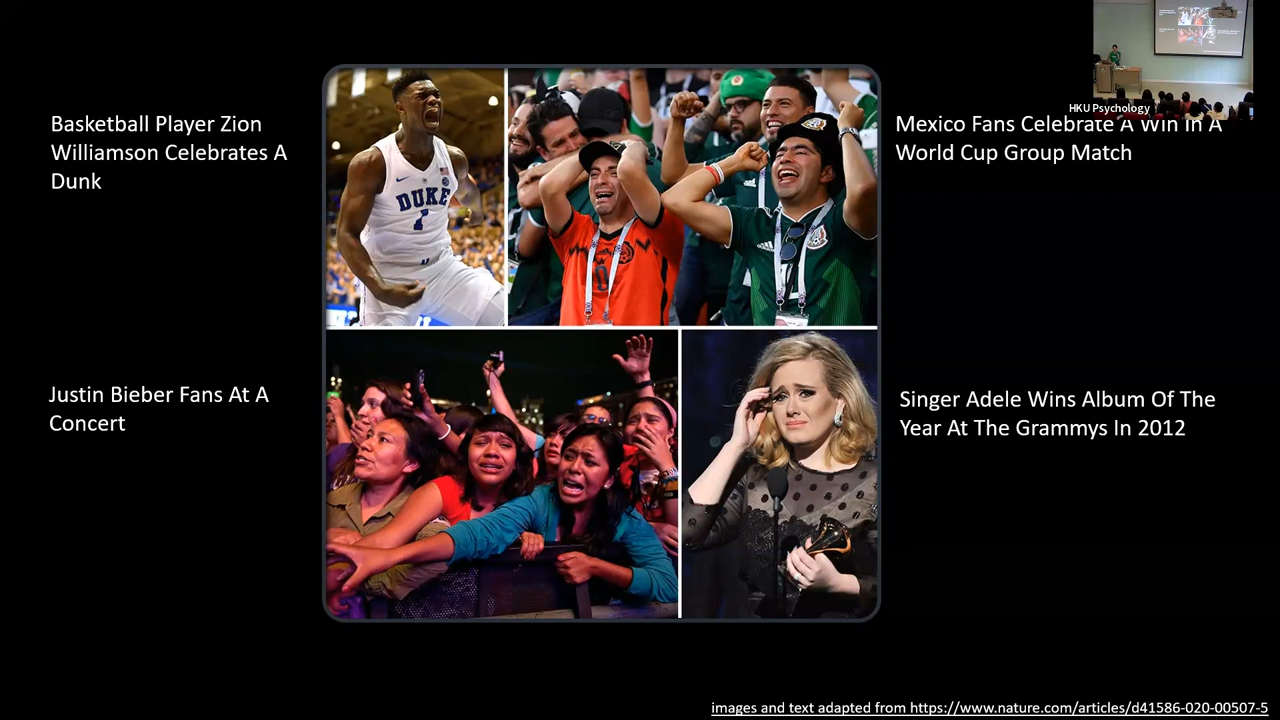 HKU Psychology
Basketball Player Zion
Williamson Celebrates A
Dunk
DUKE
1
Mexico Fans Celebrate A Win In A
World Cup Group Match
Justin Bieber Fans At A
Concert
Singer Adele Wins Album Of The
Year At The Grammys In 2012
images and text adapted from https://www.nature.com/articles/d41586-020-00507-5